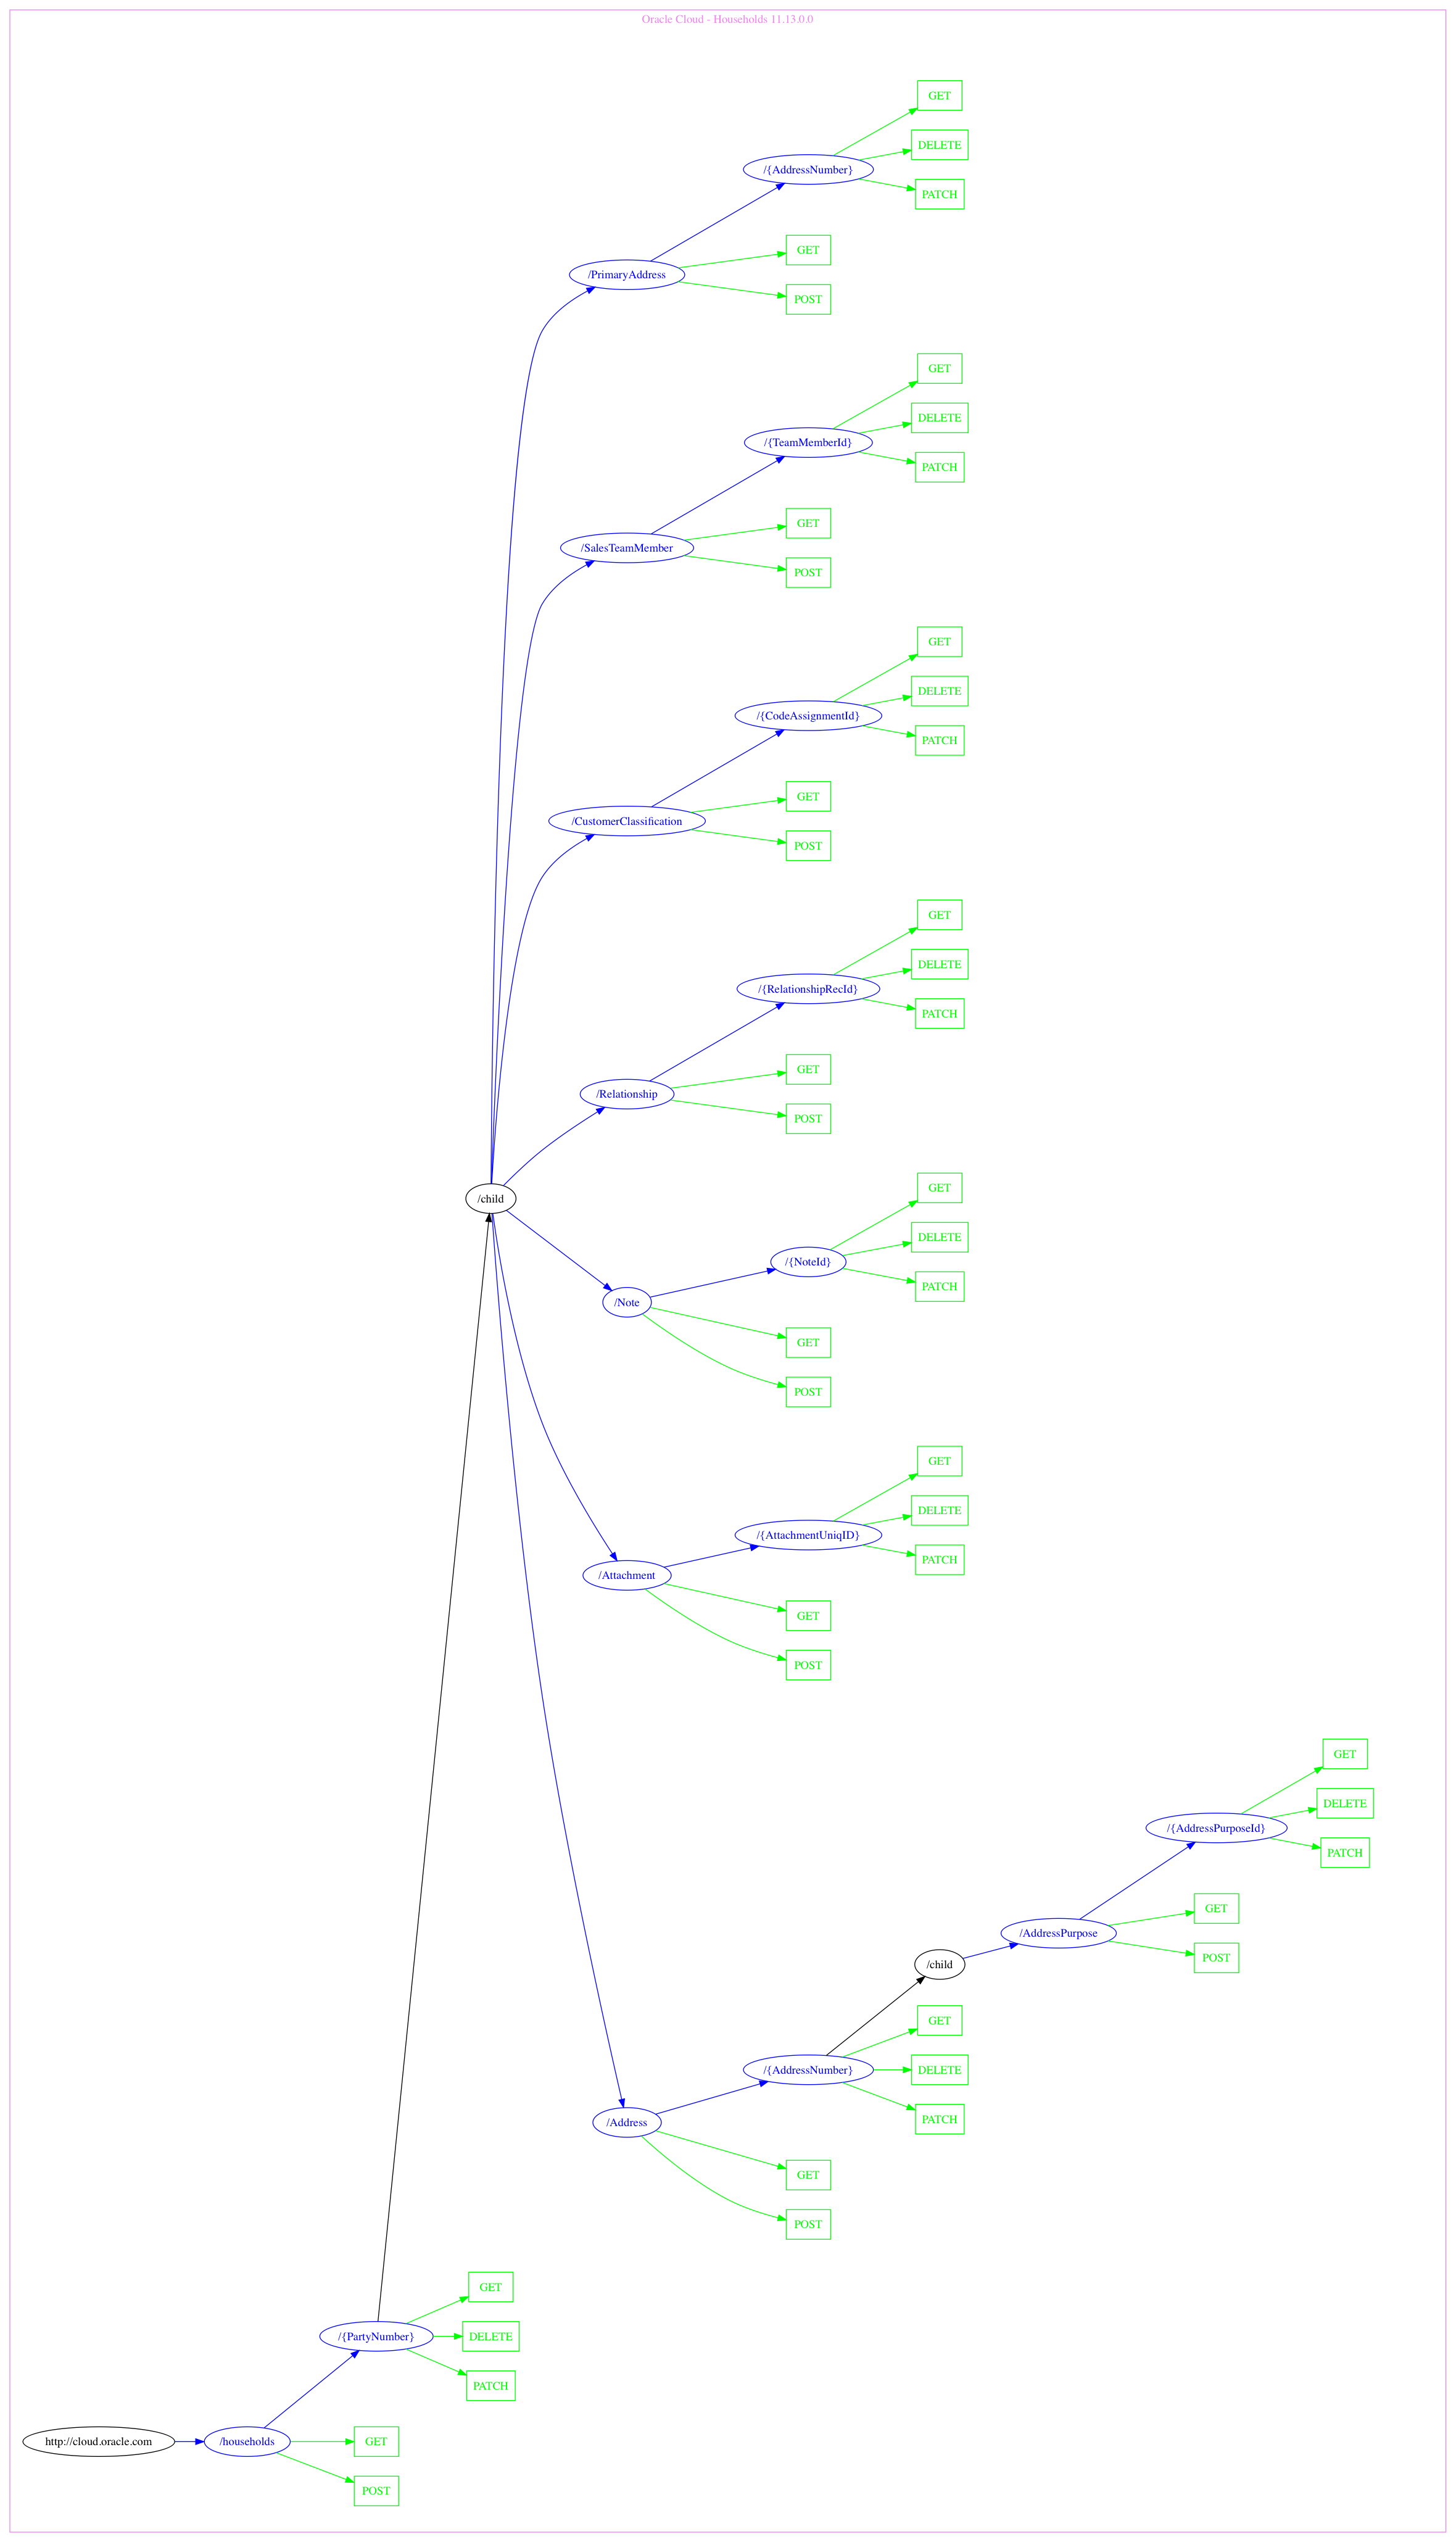 Oracle Cloud - Households 11.13.0.0
GET
DELETE
/{AddressNumber}
PATCH
GET
/PrimaryAddress
POST
GET
DELETE
/{TeamMemberId}
PATCH
GET
/SalesTeamMember
POST
GET
DELETE
/{CodeAssignmentId}
PATCH
GET
/CustomerClassification
POST
GET
DELETE
/{RelationshipRecId}
PATCH
GET
/Relationship
POST
GET
/child
DELETE
/{NoteId}
PATCH
/Note
GET
POST
GET
DELETE
/{AttachmentUniqID}
PATCH
/Attachment
GET
POST
GET
DELETE
/{AddressPurposeId}
PATCH
GET
/AddressPurpose
POST
/child
GET
/{AddressNumber}
DELETE
PATCH
/Address
GET
POST
GET
/{PartyNumber}
DELETE
PATCH
http://cloud.oracle.com
/households
GET
POST